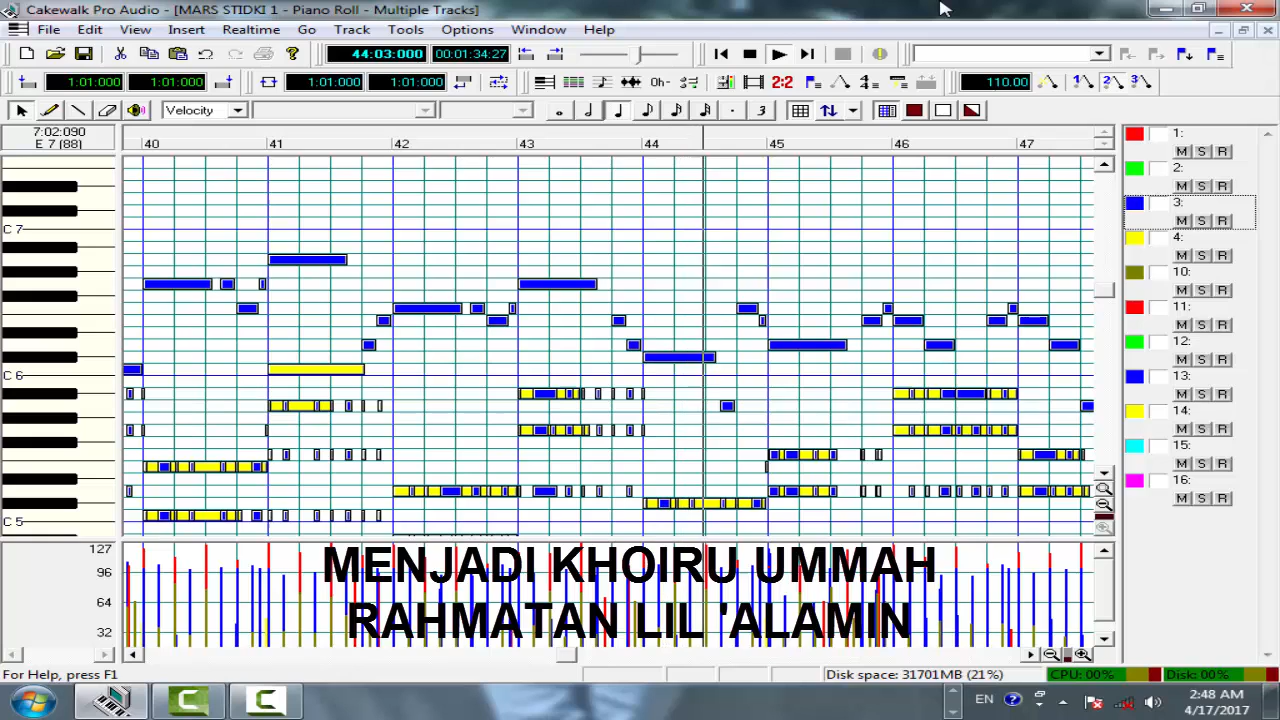 Cakewalk Pro Audio - [MARS STIDKI 1 - Piano Roll - Multiple Tracks]
File Edit View Insert Realtime Go Track Tools Options Window Help
44:03:000 00:01:34:27
1:01:000 1:01:000 1:01:000 1:01:000 2:2 110.00
Velocity 3
7:02:090
E 7 (88)
40 41 42 43 44 45 46 47
C 7
C 6
C 5
1:
M S R
2:
M S R
3:
M S R
4:
M S R
10:
M S R
11:
M S R
12:
M S R
13:
M S R
14:
M S R
15:
M S R
16:
M S R
127
96
64
32
MENJADI KHOIRU UMMAH
RAHMATAN LIL 'ALAMIN
For Help, press F1
Disk space: 31701MB (21%)
CPU: 00%
Disk: 00%
EN
2:48 AM
4/17/2017